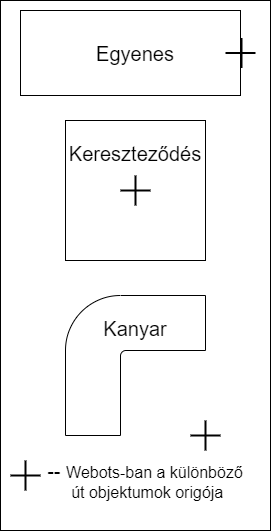 Egyenes
Kereszteződés
Kanyar
-- Webots-ban a különböző
út objektumok origója